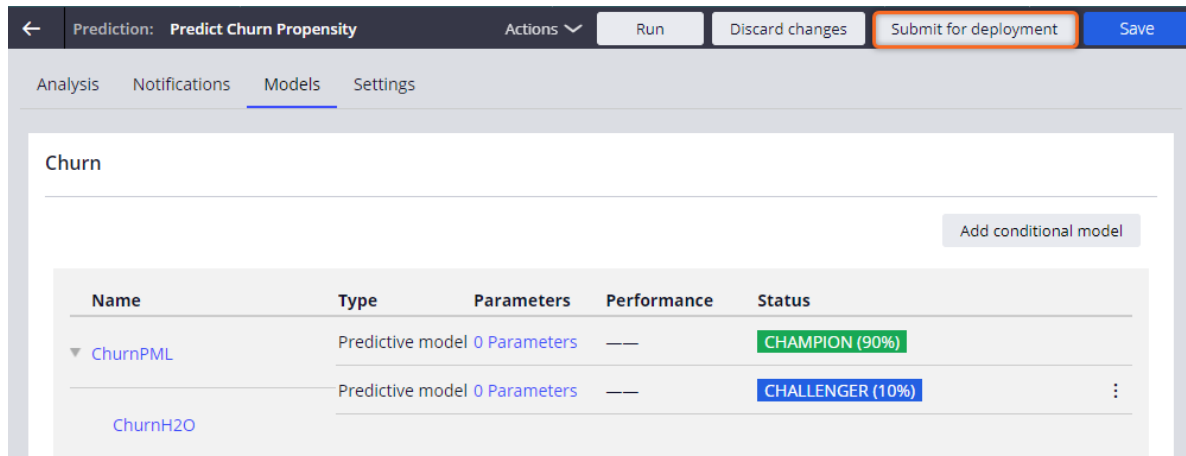 Prediction: Predict Churn Propensity Actions Run Discard changes Submit for deployment Save
Analysis Notifications Models Settings
Churn
Add conditional model
Name Type Parameters Performance Status
ChurnPML Predictive model 0 Parameters —— CHAMPION (90%)
Predictive model 0 Parameters —— CHALLENGER (10%)
ChurnH2O